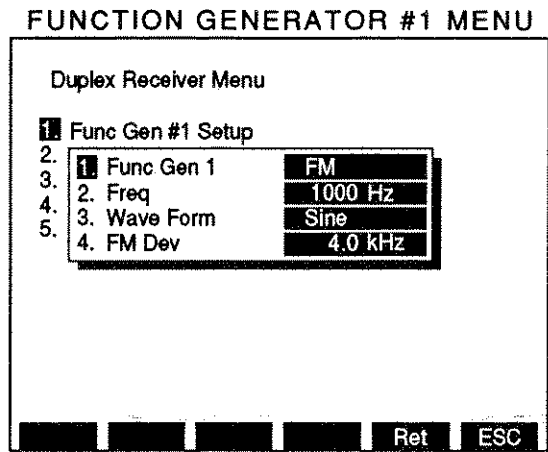 FUNCTION GENERATOR #1 MENU
Duplex Receiver Menu
1. Func Gen #1 Setup
2.
3.
4.
5.
1. Func Gen 1 FM
2. Freq 1000 Hz
3. Wave Form Sine
4. FM Dev 4.0 kHz
Ret ESC